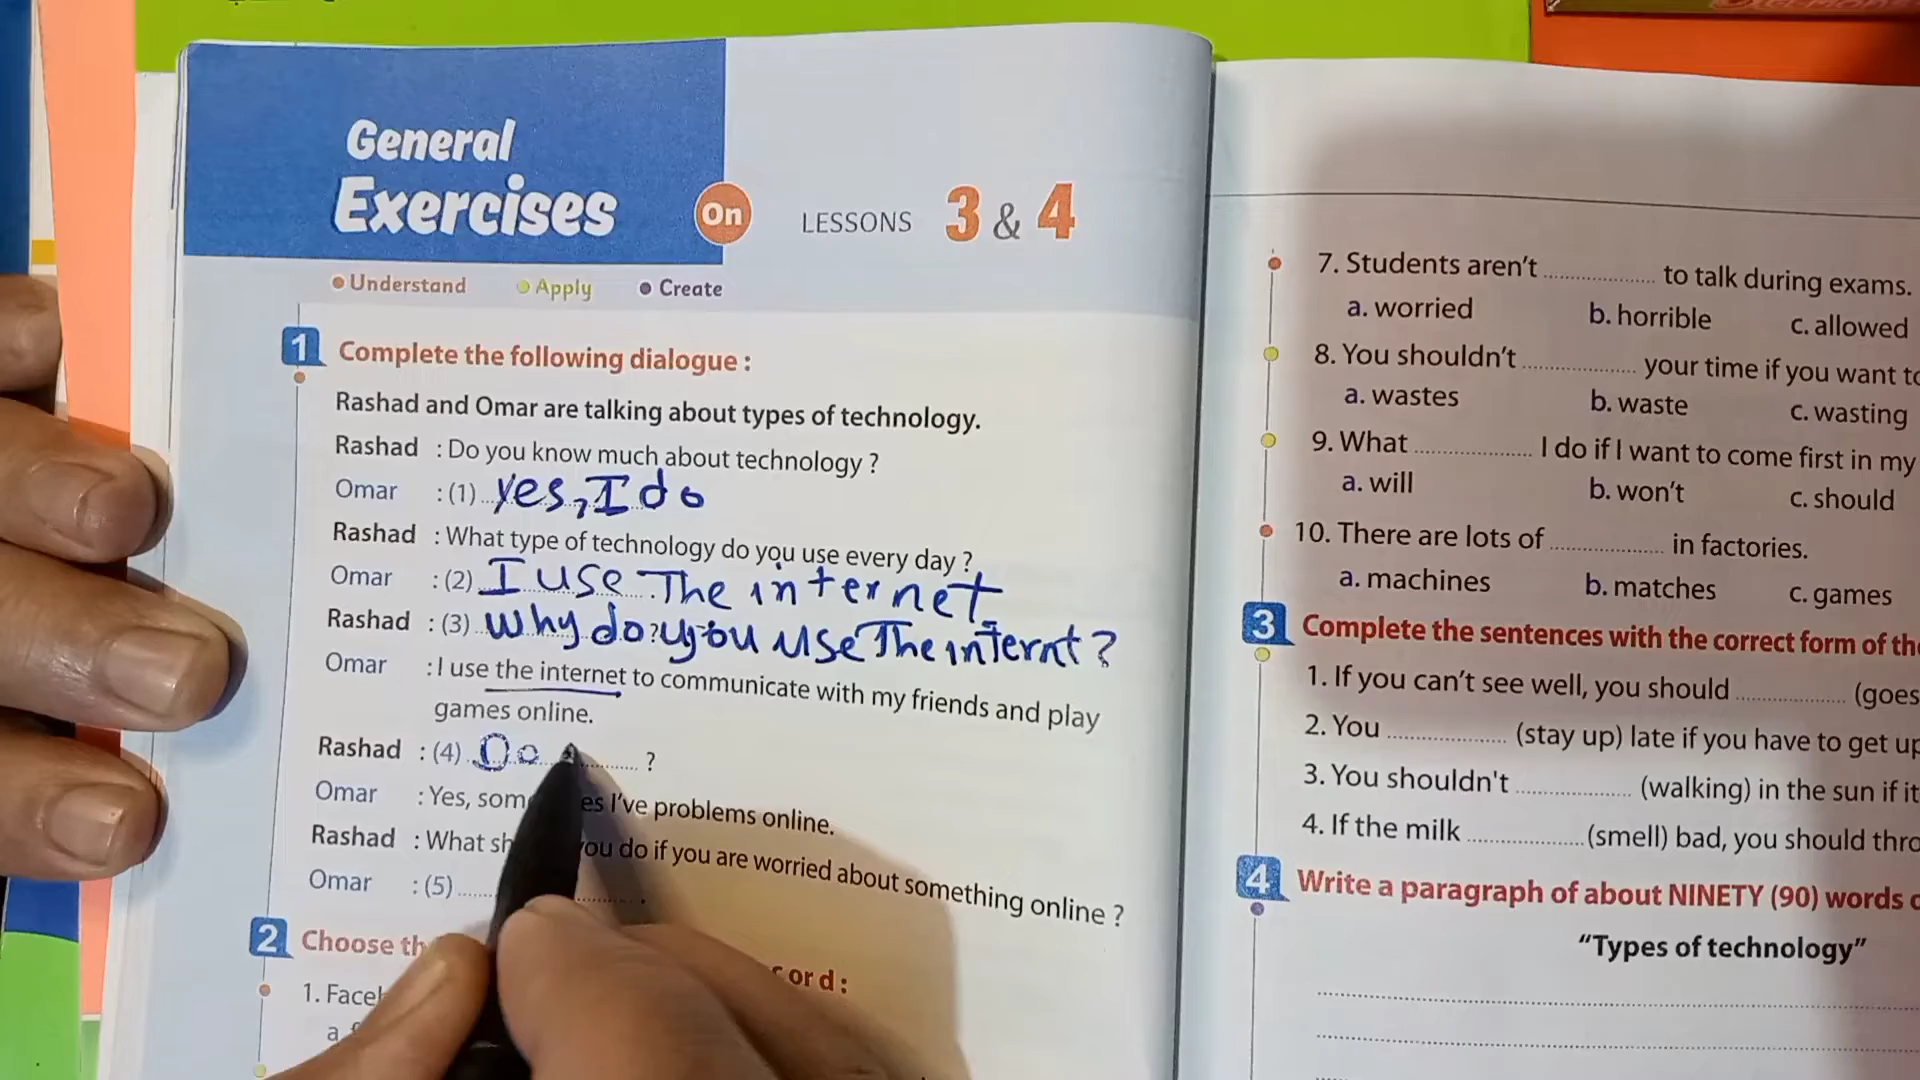 General
Exercises On LESSONS 3 & 4
Understand Apply Create
1 Complete the following dialogue :
Rashad and Omar are talking about types of technology.
Rashad : Do you know much about technology ?
Omar : (1) yes, I do
Rashad : What type of technology do you use every day ?
Omar : (2) I use The internet.
Rashad : (3) Why do you use The internt ?
Omar : I use the internet to communicate with my friends and play
games online.
Rashad : (4) Do ?
Omar : Yes, I've problems online.
Rashad : What you do if you are worried about something online ?
Omar : (5) .
2 Choose or d :
1.
a
7. Students aren't to talk during exams.
a. worried b. horrible c. allowed
8. You shouldn't your time if you want
a. wastes b. waste c. wasting
9. What I do if I want to come first in my
a. will b. won't c. should
10. There are lots of in factories.
a. machines b. matches c. games
3 Complete the sentences with the correct form of
1. If you can't see well, you should (goes
2. You (stay up) late if you have to get
3. You shouldn't (walking) in the sun if it
4. If the milk (smell) bad, you should
4 Write a paragraph of about NINETY (90) words
"Types of technology"